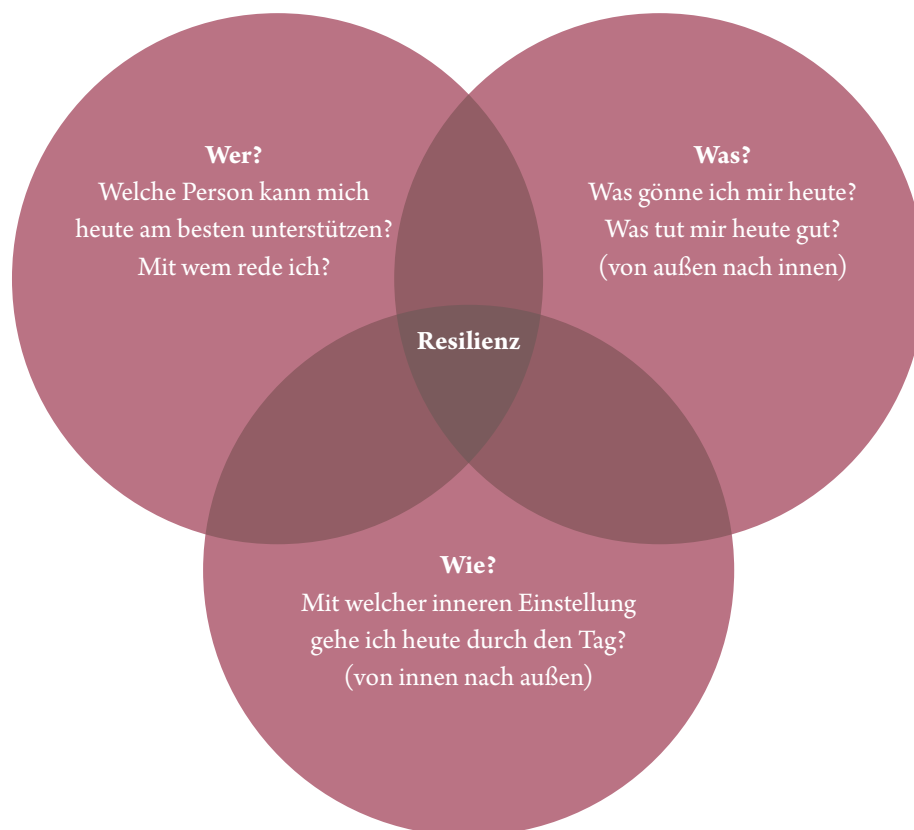 Wer?
Welche Person kann mich
heute am besten unterstützen?
Mit wem rede ich?
Was?
Was gönne ich mir heute?
Was tut mir heute gut?
(von außen nach innen)
Resilienz
Wie?
Mit welcher inneren Einstellung
gehe ich heute durch den Tag?
(von innen nach außen)